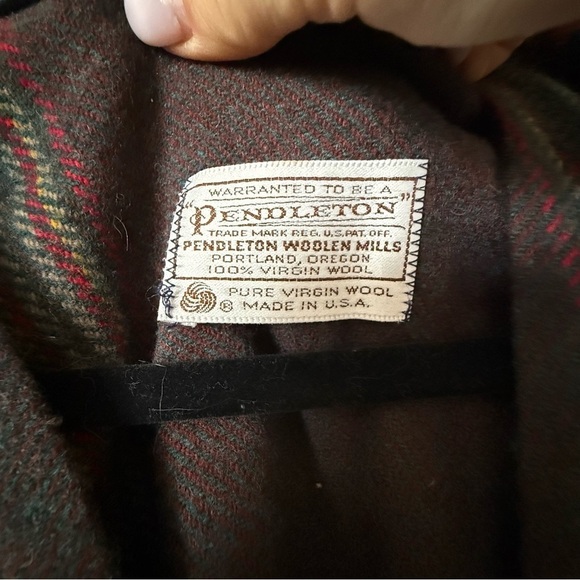 WARRANTED TO BE A
"PENDLETON"
TRADE MARK REG. U.S. PAT. OFF.
PENDLETON WOOLEN MILLS
PORTLAND, OREGON
100% VIRGIN WOOL
PURE VIRGIN WOOL
® MADE IN U.S.A.